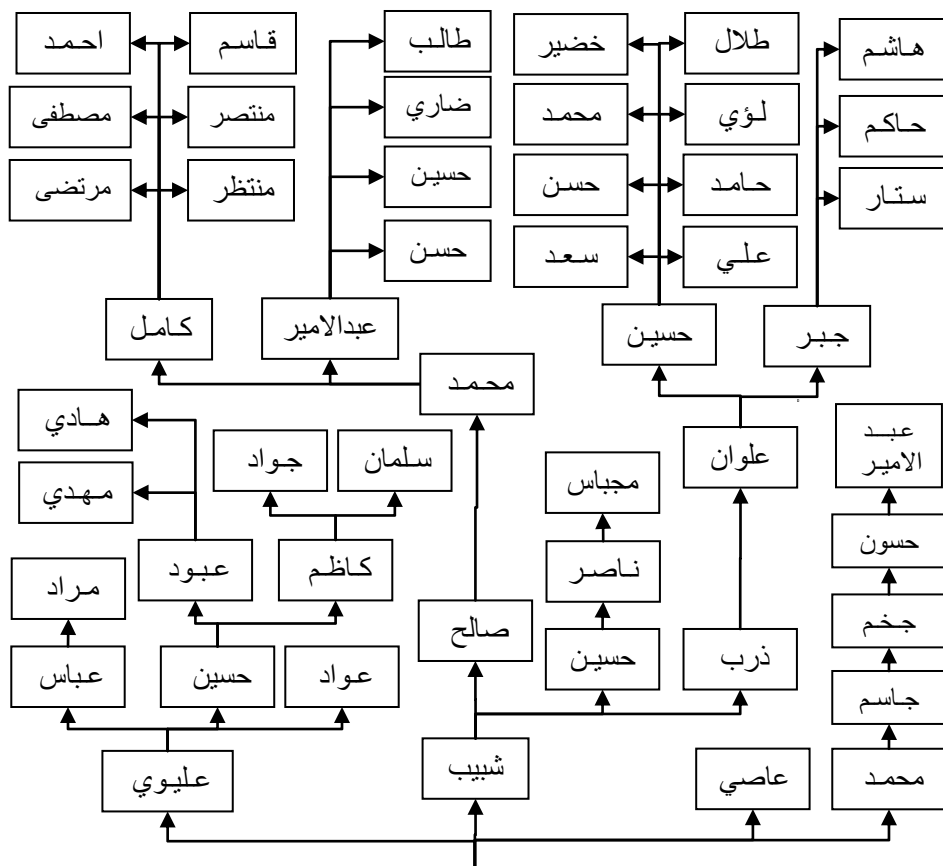 هاشم
طلال
خضير
طالب
قاسم
احمد
حاكم
لؤي
محمد
ضاري
منتصر
مصطفى
ستار
حامد
حسن
حسين
منتظر
مرتضى
علي
سعد
حسن
جبر
حسين
عبدالامير
كامل
محمد
عبد
الامير
علوان
سلمان
جواد
هادي
مجباس
مهدي
حسون
ناصر
كاظم
عبود
مراد
جخم
صالح
ذرب
حسين
عواد
حسين
عباس
جاسم
محمد
عاصي
شبيب
عليوي